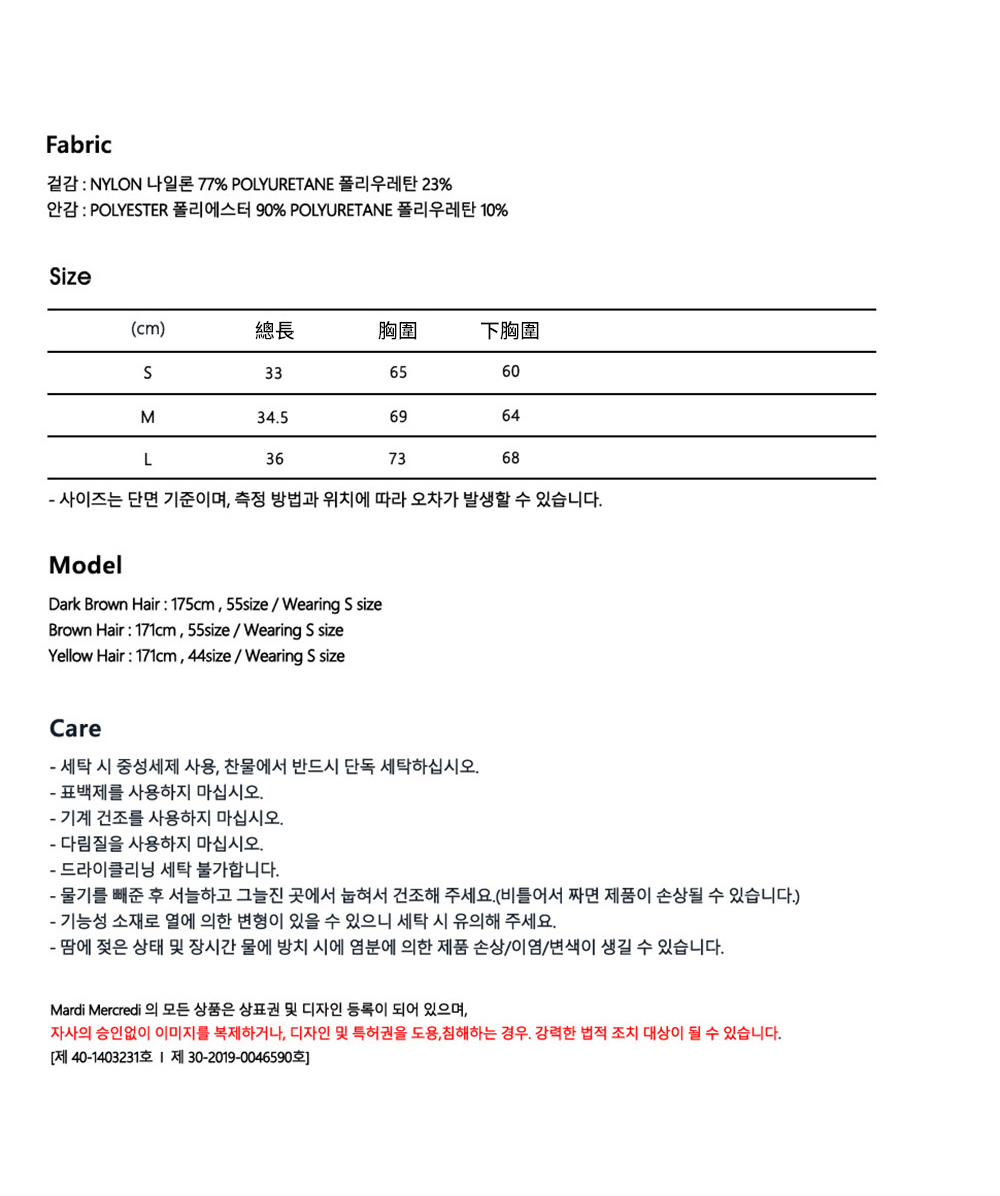 Fabric
겉감 : NYLON 나일론 77% POLYURETANE 폴리우레탄 23%
안감 : POLYESTER 폴리에스터 90% POLYURETANE 폴리우레탄 10%
Size
(cm) 總長 胸圍 下胸圍
S 33 65 60
M 34.5 69 64
L 36 73 68
- 사이즈는 단면 기준이며, 측정 방법과 위치에 따라 오차가 발생할 수 있습니다.
Model
Dark Brown Hair : 175cm , 55size / Wearing S size
Brown Hair : 171cm , 55size / Wearing S size
Yellow Hair : 171cm , 44size / Wearing S size
Care
- 세탁 시 중성세제 사용, 찬물에서 반드시 단독 세탁하십시오.
- 표백제를 사용하지 마십시오.
- 기계 건조를 사용하지 마십시오.
- 다림질을 사용하지 마십시오.
- 드라이클리닝 세탁 불가합니다.
- 물기를 빼준 후 서늘하고 그늘진 곳에서 눕혀서 건조해 주세요.(비틀어서 짜면 제품이 손상될 수 있습니다.)
- 기능성 소재로 열에 의한 변형이 있을 수 있으니 세탁 시 유의해 주세요.
- 땀에 젖은 상태 및 장시간 물에 방치 시에 염분에 의한 제품 손상/이염/변색이 생길 수 있습니다.
Mardi Mercredi 의 모든 상품은 상표권 및 디자인 등록이 되어 있으며,
자사의 승인없이 이미지를 복제하거나, 디자인 및 특허권을 도용,침해하는 경우. 강력한 법적 조치 대상이 될 수 있습니다.
[제 40-1403231호 I 제 30-2019-0046590호]